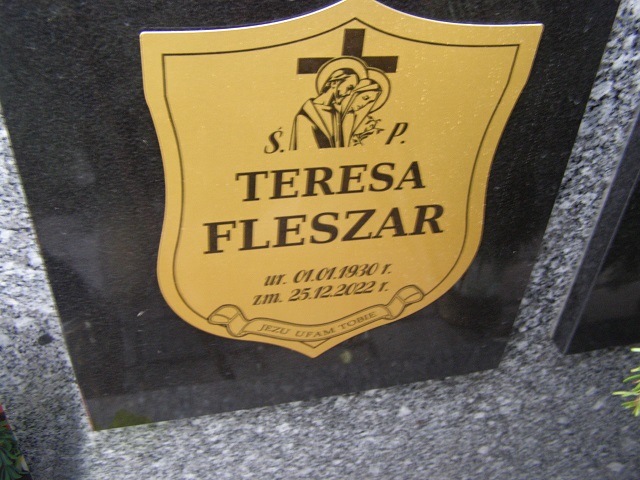 Ś. P.
TERESA
FLESZAR
ur. 01.01.1930 r.
zm. 25.12.2022 r.
JEZU UFAM TOBIE